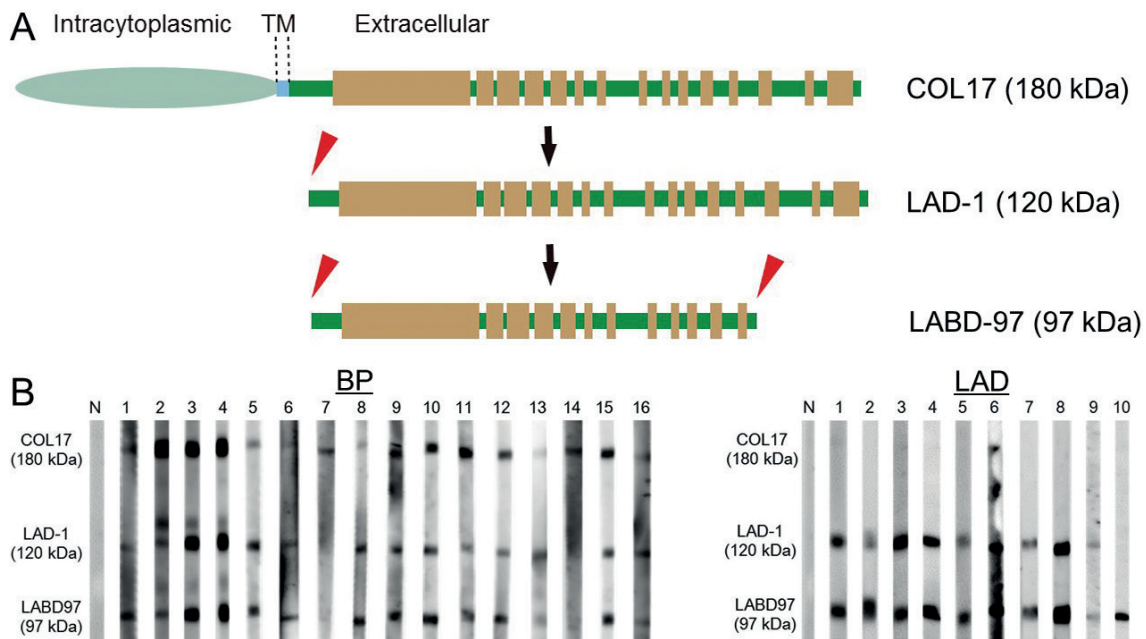 A
Intracytoplasmic TM Extracellular
COL17 (180 kDa)
LAD-1 (120 kDa)
LABD-97 (97 kDa)
B
BP
N 1 2 3 4 5 6 7 8 9 10 11 12 13 14 15 16
COL17
(180 kDa)
LAD-1
(120 kDa)
LABD97
(97 kDa)
LAD
N 1 2 3 4 5 6 7 8 9 10
COL17
(180 kDa)
LAD-1
(120 kDa)
LABD97
(97 kDa)